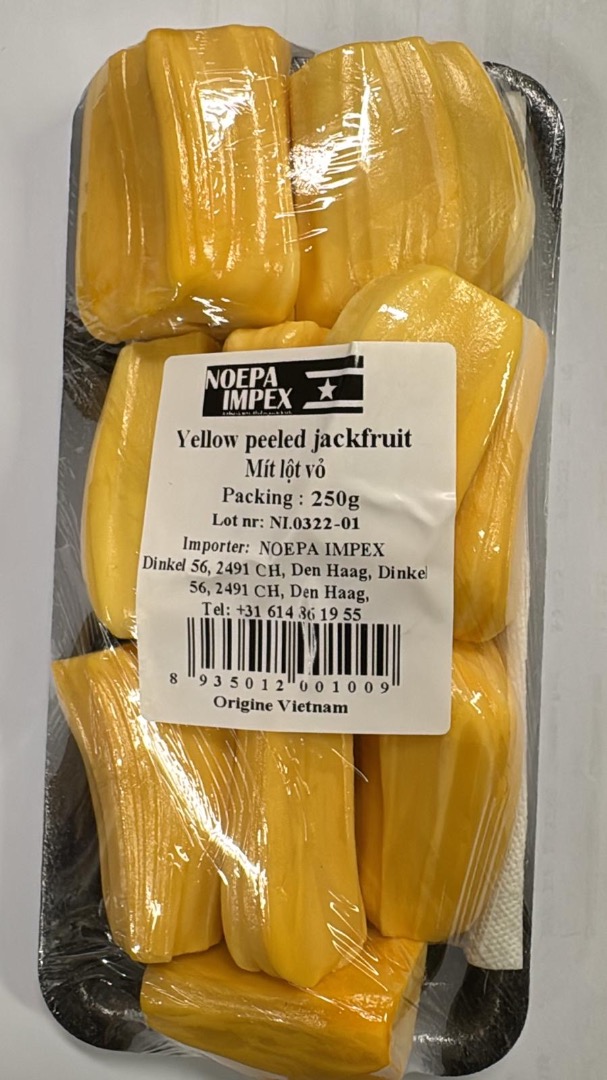 NOEPA
IMPEX
Yellow peeled jackfruit
Mít lột vỏ
Packing : 250g
Lot nr: NI.0322-01
Importer: NOEPA IMPEX
Dinkel 56, 2491 CH, Den Haag, Dinkel
56, 2491 CH, Den Haag,
Tel: +31 614 86 19 55
8 935012 001009
Origine Vietnam